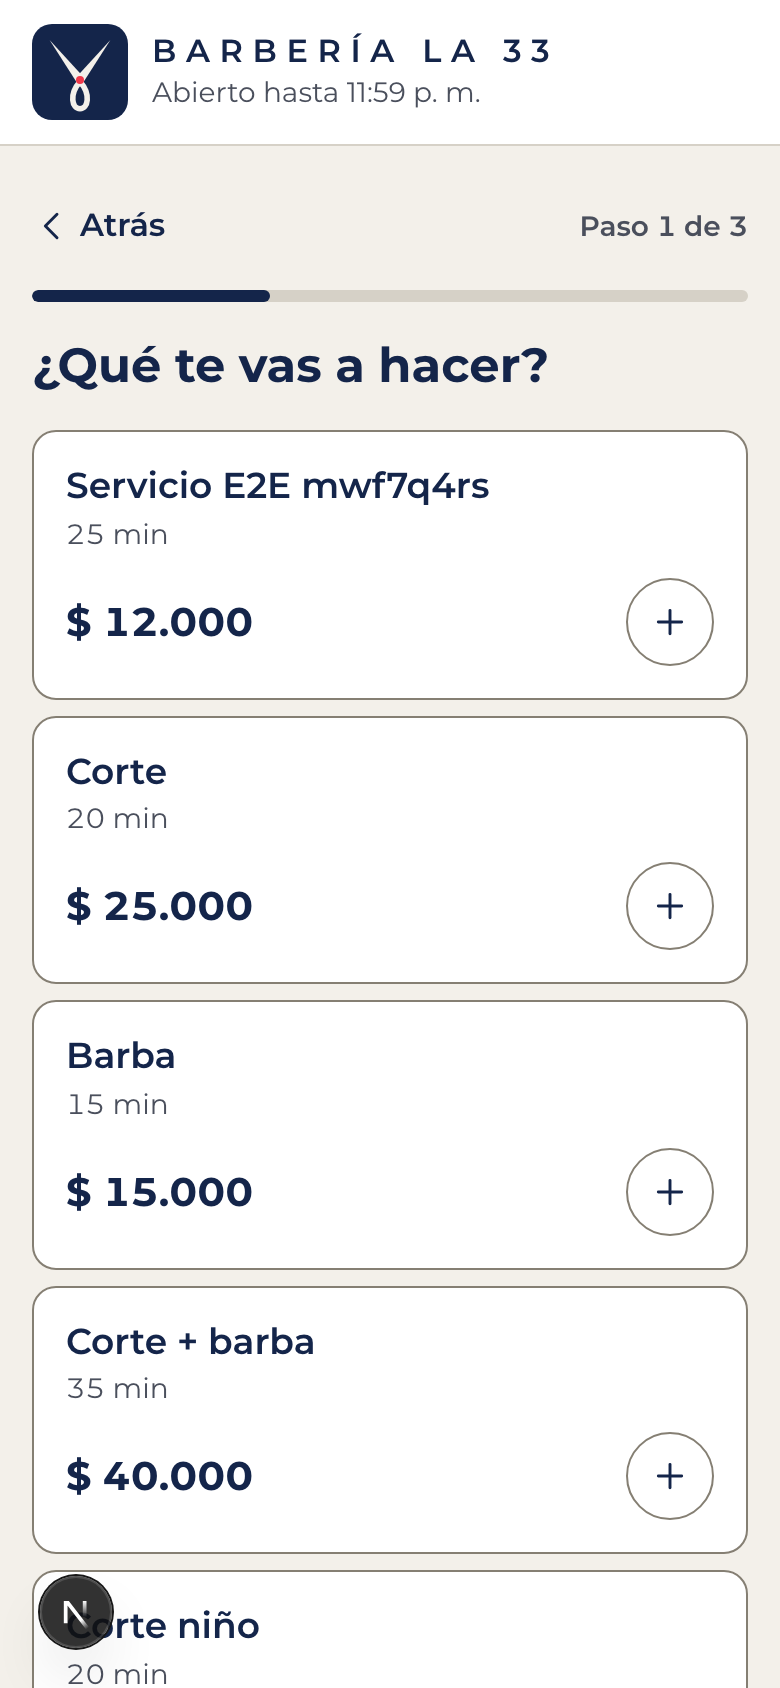 BARBERÍA LA 33
Abierto hasta 11:59 p. m.
Atrás
Paso 1 de 3
¿Qué te vas a hacer?
Servicio E2E mwf7q4rs
25 min
$ 12.000
Corte
20 min
$ 25.000
Barba
15 min
$ 15.000
Corte + barba
35 min
$ 40.000
N
Corte niño
20 min